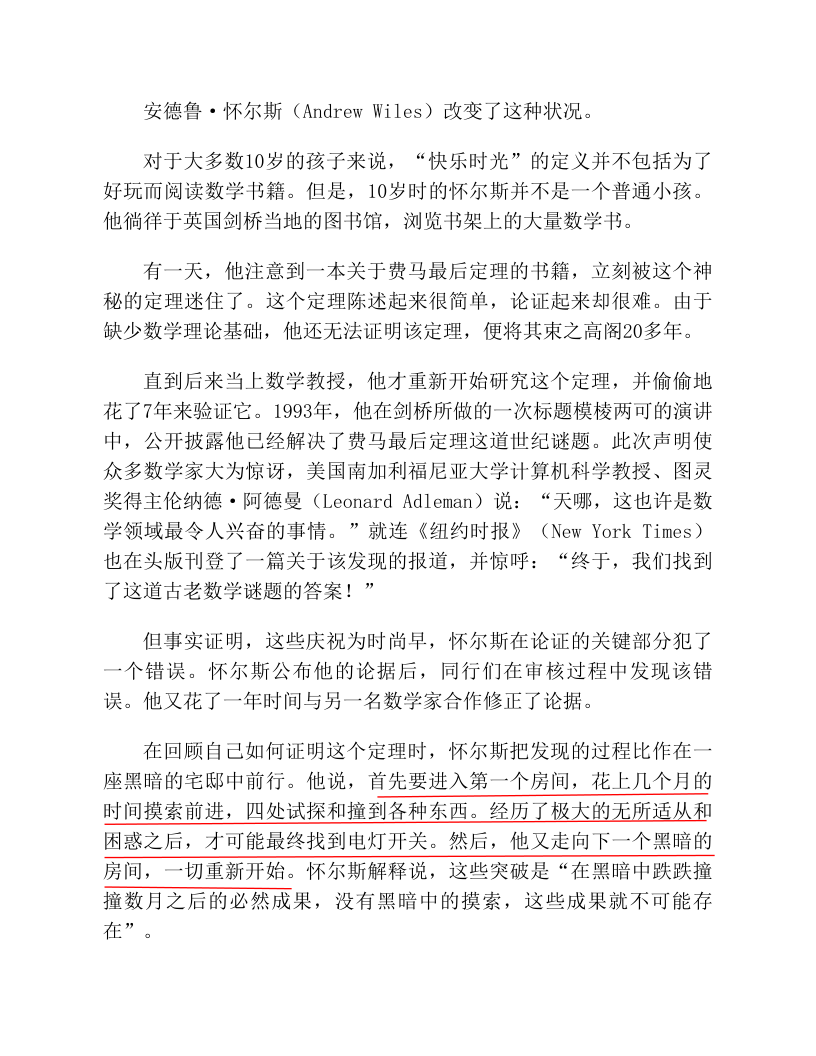 安德鲁·怀尔斯（Andrew Wiles）改变了这种状况。
对于大多数10岁的孩子来说，“快乐时光”的定义并不包括为了
好玩而阅读数学书籍。但是，10岁时的怀尔斯并不是一个普通小孩。
他徜徉于英国剑桥当地的图书馆，浏览书架上的大量数学书。
有一天，他注意到一本关于费马最后定理的书籍，立刻被这个神
秘的定理迷住了。这个定理陈述起来很简单，论证起来却很难。由于
缺少数学理论基础，他还无法证明该定理，便将其束之高阁20多年。
直到后来当上数学教授，他才重新开始研究这个定理，并偷偷地
花了7年来验证它。1993年，他在剑桥所做的一次标题模棱两可的演讲
中，公开披露他已经解决了费马最后定理这道世纪谜题。此次声明使
众多数学家大为惊讶，美国南加利福尼亚大学计算机科学教授、图灵
奖得主伦纳德·阿德曼（Leonard Adleman）说：“天哪，这也许是数
学领域最令人兴奋的事情。”就连《纽约时报》（New York Times）
也在头版刊登了一篇关于该发现的报道，并惊呼：“终于，我们找到
了这道古老数学谜题的答案！”
但事实证明，这些庆祝为时尚早，怀尔斯在论证的关键部分犯了
一个错误。怀尔斯公布他的论据后，同行们在审核过程中发现该错
误。他又花了一年时间与另一名数学家合作修正了论据。
在回顾自己如何证明这个定理时，怀尔斯把发现的过程比作在一
座黑暗的宅邸中前行。他说，首先要进入第一个房间，花上几个月的
时间摸索前进，四处试探和撞到各种东西。经历了极大的无所适从和
困惑之后，才可能最终找到电灯开关。然后，他又走向下一个黑暗的
房间，一切重新开始。怀尔斯解释说，这些突破是“在黑暗中跌跌撞
撞数月之后的必然成果，没有黑暗中的摸索，这些成果就不可能存
在”。